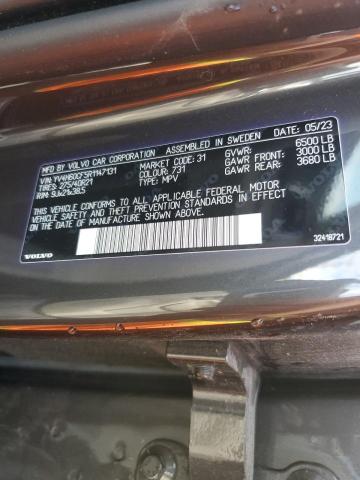 MFD. BY VOLVO CAR CORPORATION ASSEMBLED IN SWEDEN DATE: 05/23
VIN: YV4H60CF5R1147131 MARKET CODE: 31 GVWR: 6500 LB
TIRES: 275/40R21 COLOUR: 731 GAWR FRONT: 3000 LB
RIM: 9JX21X38.5 TYPE: MPV GAWR REAR: 3680 LB
THIS VEHICLE CONFORMS TO ALL APPLICABLE FEDERAL MOTOR
VEHICLE SAFETY AND THEFT PREVENTION STANDARDS IN EFFECT
ON THE DATE OF MANUFACTURE SHOWN ABOVE.
VOLVO 32418721